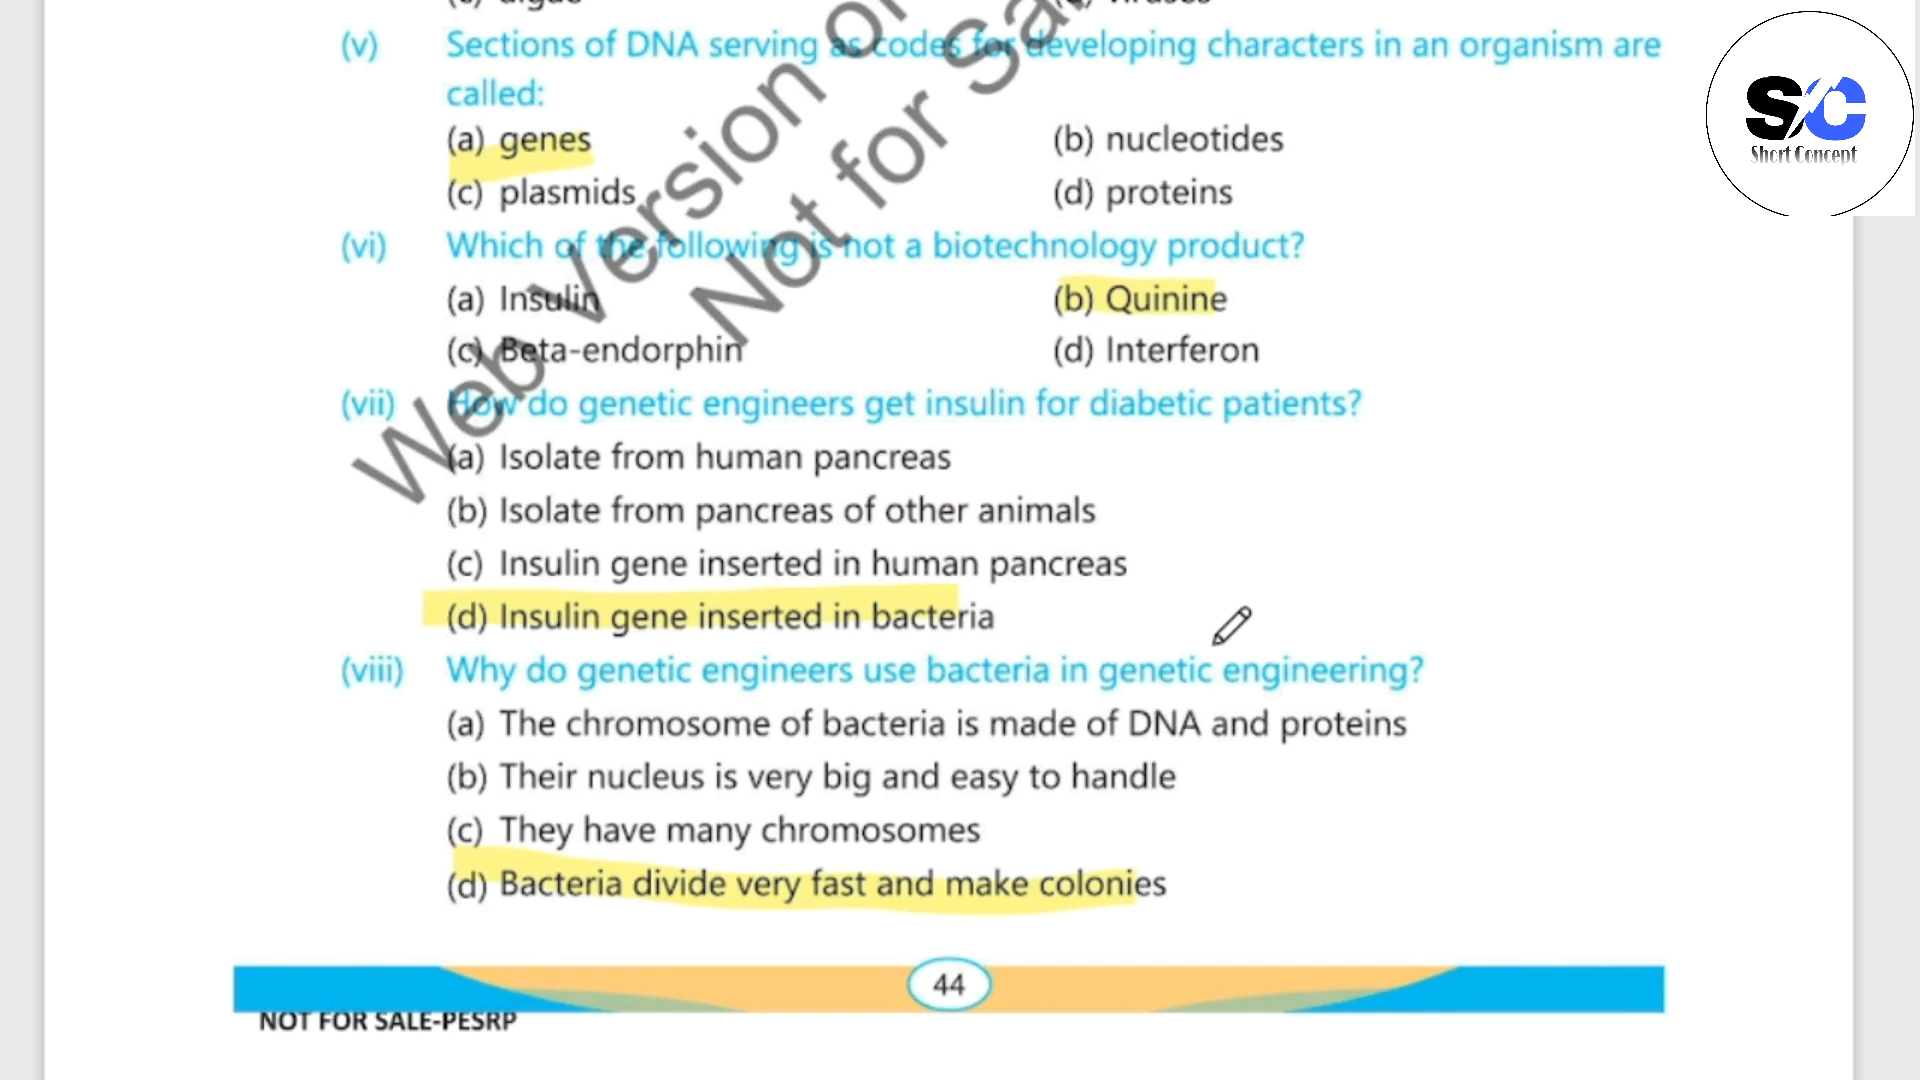 (v) Sections of DNA serving as codes for developing characters in an organism are
called:
(a) genes (b) nucleotides
(c) plasmids (d) proteins
(vi) Which of the following is not a biotechnology product?
(a) Insulin (b) Quinine
(c) Beta-endorphin (d) Interferon
(vii) How do genetic engineers get insulin for diabetic patients?
(a) Isolate from human pancreas
(b) Isolate from pancreas of other animals
(c) Insulin gene inserted in human pancreas
(d) Insulin gene inserted in bacteria
(viii) Why do genetic engineers use bacteria in genetic engineering?
(a) The chromosome of bacteria is made of DNA and proteins
(b) Their nucleus is very big and easy to handle
(c) They have many chromosomes
(d) Bacteria divide very fast and make colonies
44
NOT FOR SALE-PESRP
Web Version
Not for
SC
Short Concept